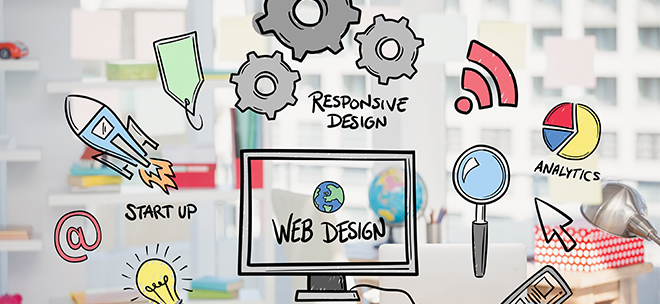 RESPONSIVE
DESIGN
ANALYTICS
START UP
@
WEB DESIGN